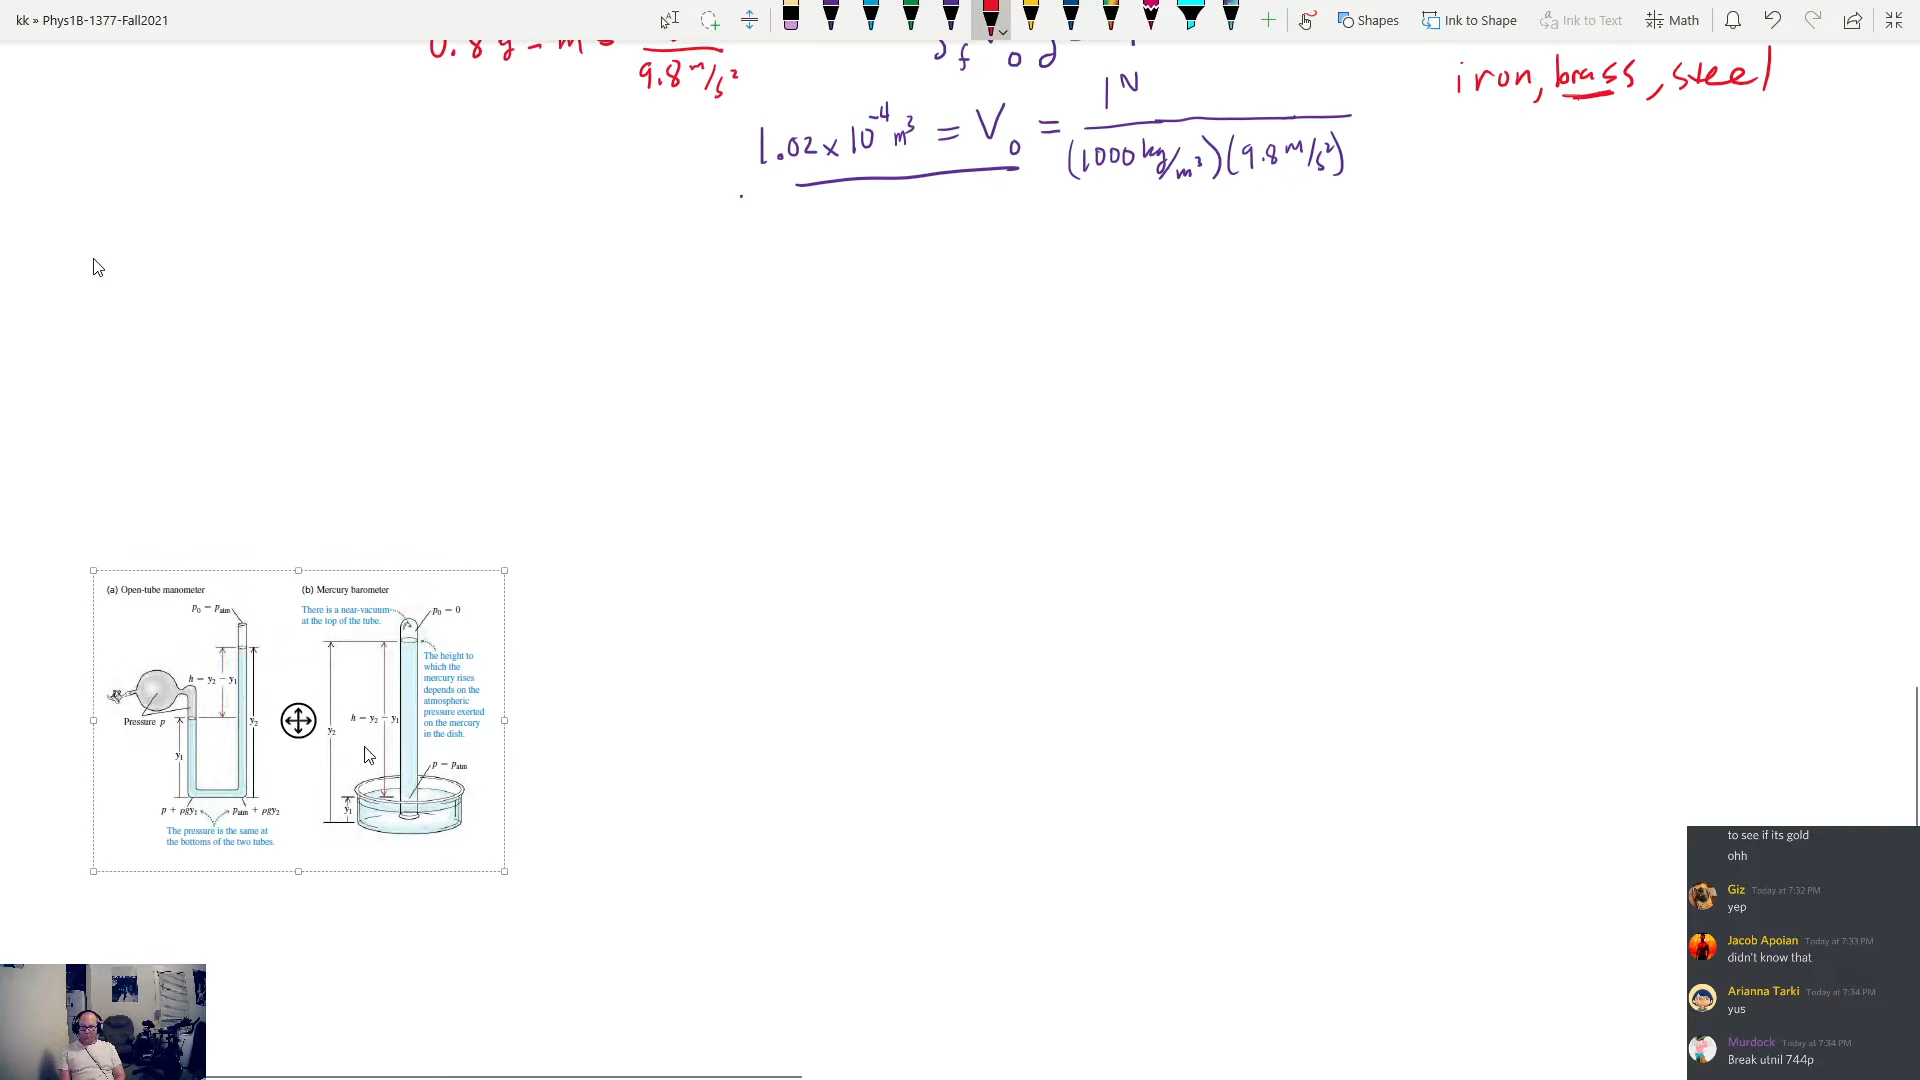 kk » Phys1B-1377-Fall2021
Shapes
Ink to Shape
Ink to Text
Math
9.8 m/s²
iron, brass, steel
1.02 x 10⁻⁴ m³ = V₀ = 1 N
(1000 kg/m³)(9.8 m/s²)
(a) Open-tube manometer
p₀ = pₐₜₘ
h = y₂ − y₁
Pressure p
y₂
y₁
p + ρgy₁
pₐₜₘ + ρgy₂
The pressure is the same at
the bottoms of the two tubes.
(b) Mercury barometer
There is a near-vacuum
at the top of the tube.
p₀ = 0
The height to
which the
mercury rises
depends on the
atmospheric
pressure exerted
on the mercury
in the dish.
h = y₂ − y₁
y₂
p = pₐₜₘ
y₁
to see if its gold
ohh
Giz Today at 7:32 PM
yep
Jacob Apoian Today at 7:33 PM
didn't know that
Arianna Tarki Today at 7:34 PM
yus
Murdock Today at 7:34 PM
Break utnil 744p